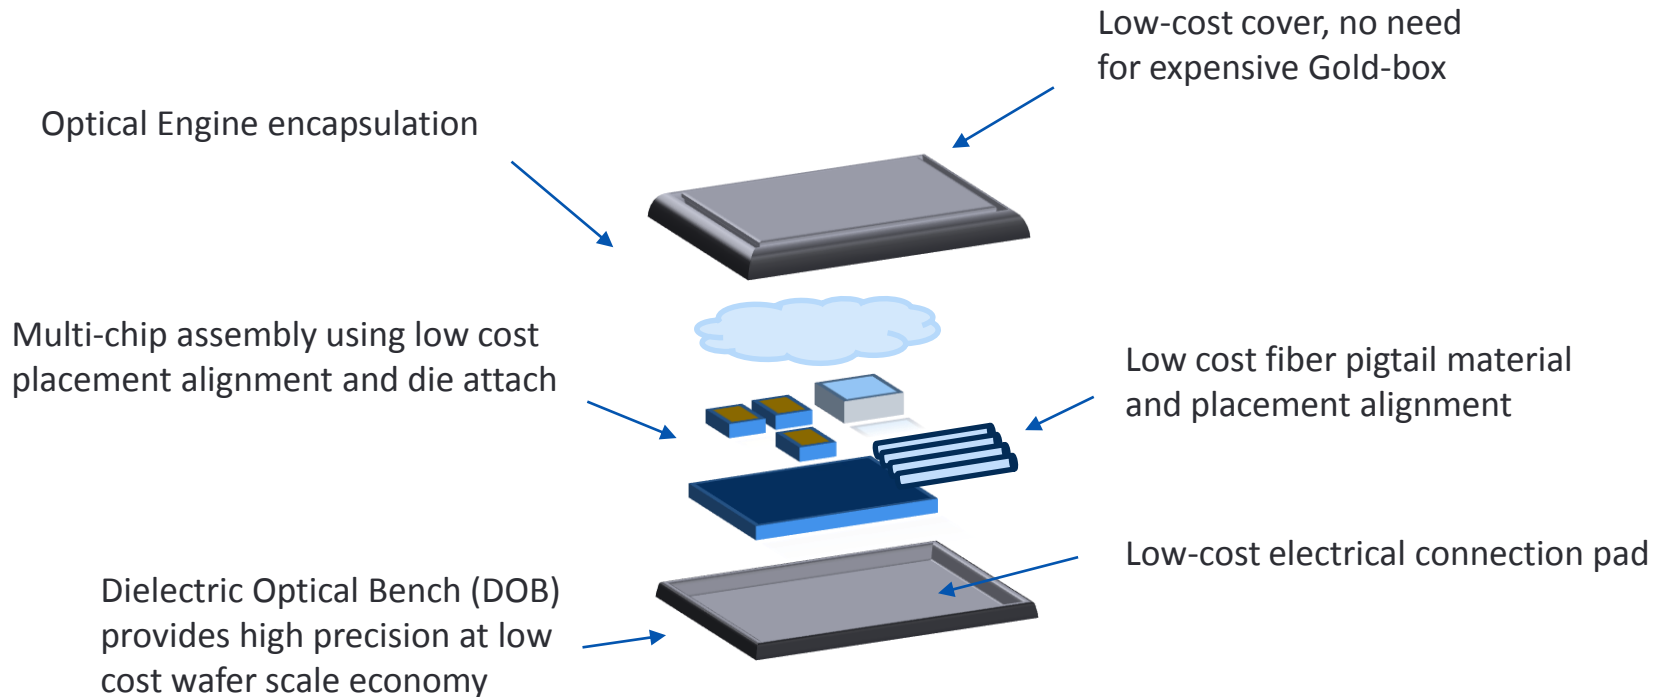 Low-cost cover, no need
for expensive Gold-box
Optical Engine encapsulation
Multi-chip assembly using low cost
placement alignment and die attach
Low cost fiber pigtail material
and placement alignment
Low-cost electrical connection pad
Dielectric Optical Bench (DOB)
provides high precision at low
cost wafer scale economy